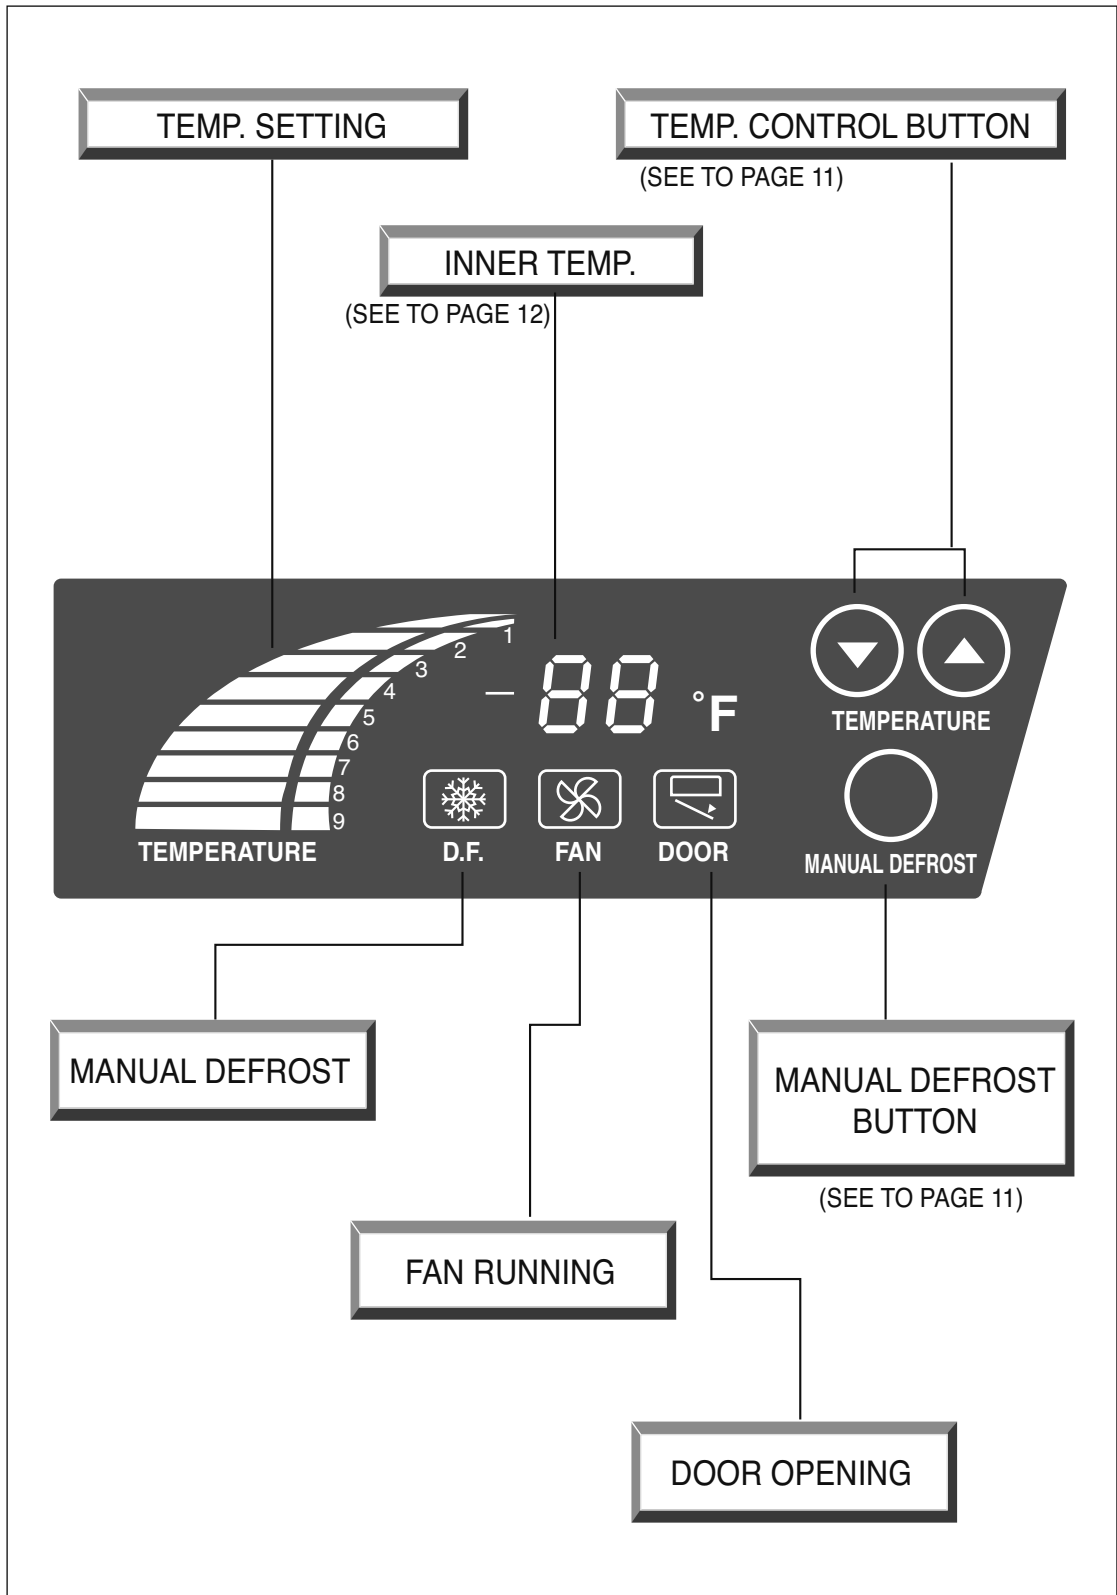 TEMP. SETTING
TEMP. CONTROL BUTTON
(SEE TO PAGE 11)
INNER TEMP.
(SEE TO PAGE 12)
1
2
3
4
5
6
7
8
9
TEMPERATURE
-88 °F
D.F.
FAN
DOOR
TEMPERATURE
MANUAL DEFROST
MANUAL DEFROST
MANUAL DEFROST
BUTTON
(SEE TO PAGE 11)
FAN RUNNING
DOOR OPENING